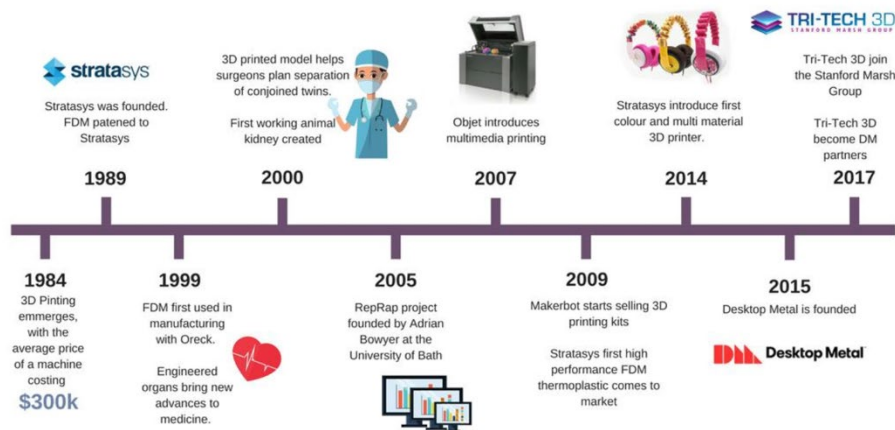 stratasys
Stratasys was founded.
FDM patened to
Stratasys
1989
3D printed model helps
surgeons plan separation
of conjoined twins.
First working animal
kidney created
2000
Objet introduces
multimedia printing
2007
Stratasys introduce first
colour and multi material
3D printer.
2014
TRI-TECH 3D
STANFORD MARSH GROUP
Tri-Tech 3D join
the Stanford Marsh
Group
Tri-Tech 3D
become DM
partners
2017
1984
3D Pinting
emmerges,
with the
average price
of a machine
costing
$300k
1999
FDM first used in
manufacturing
with Oreck.
Engineered
organs bring new
advances to
medicine.
2005
RepRap project
founded by Adrian
Bowyer at the
University of Bath
2009
Makerbot starts selling 3D
printing kits
Stratasys first high
performance FDM
thermoplastic comes to
market
2015
Desktop Metal is founded
DM Desktop Metal